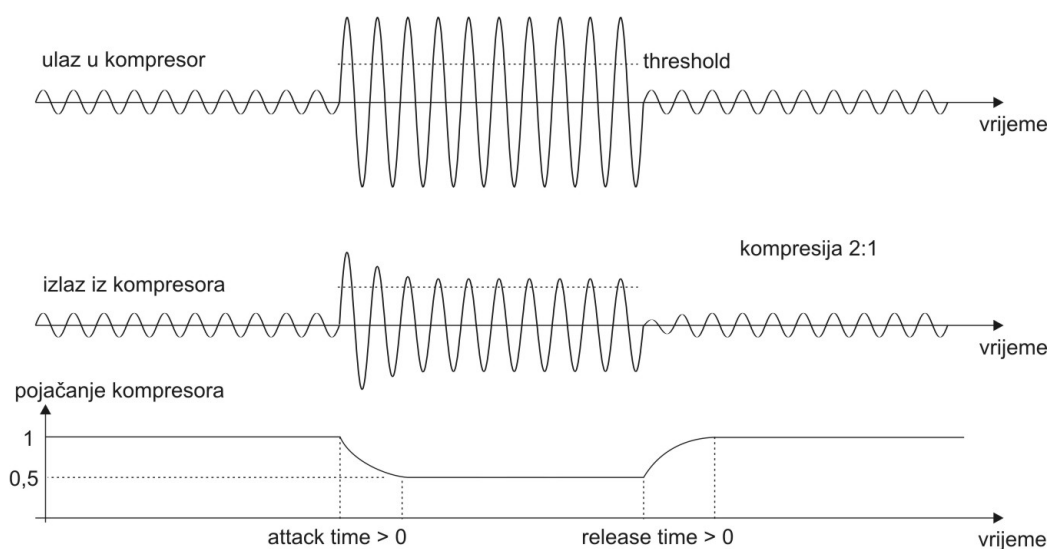 ulaz u kompresor
threshold
vrijeme
kompresija 2:1
izlaz iz kompresora
vrijeme
pojačanje kompresora
1
0,5
attack time > 0
release time > 0
vrijeme